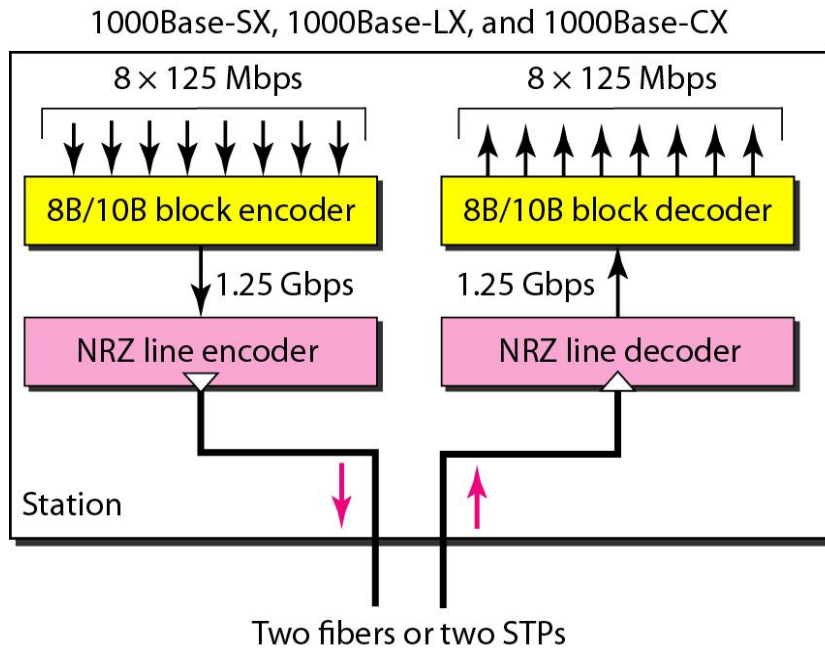 1000Base-SX, 1000Base-LX, and 1000Base-CX
8 × 125 Mbps
8 × 125 Mbps
8B/10B block encoder
8B/10B block decoder
1.25 Gbps
1.25 Gbps
NRZ line encoder
NRZ line decoder
Station
Two fibers or two STPs